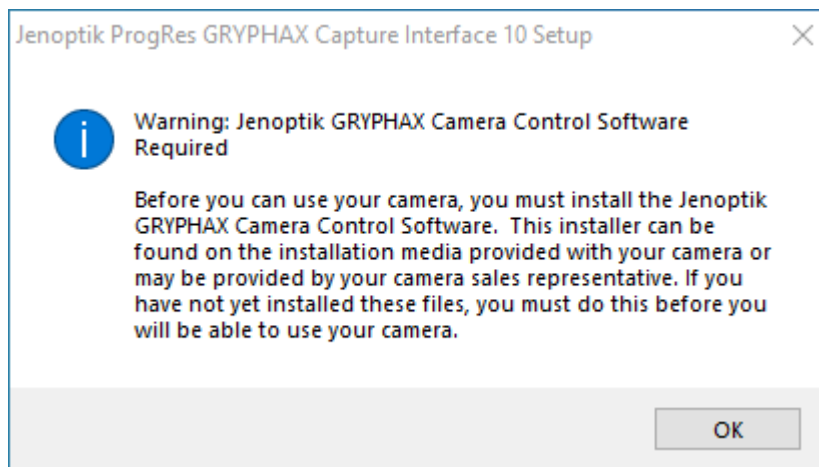 Jenoptik ProgRes GRYPHAX Capture Interface 10 Setup
Warning: Jenoptik GRYPHAX Camera Control Software
Required
Before you can use your camera, you must install the Jenoptik
GRYPHAX Camera Control Software.  This installer can be
found on the installation media provided with your camera or
may be provided by your camera sales representative. If you
have not yet installed these files, you must do this before you
will be able to use your camera.
OK